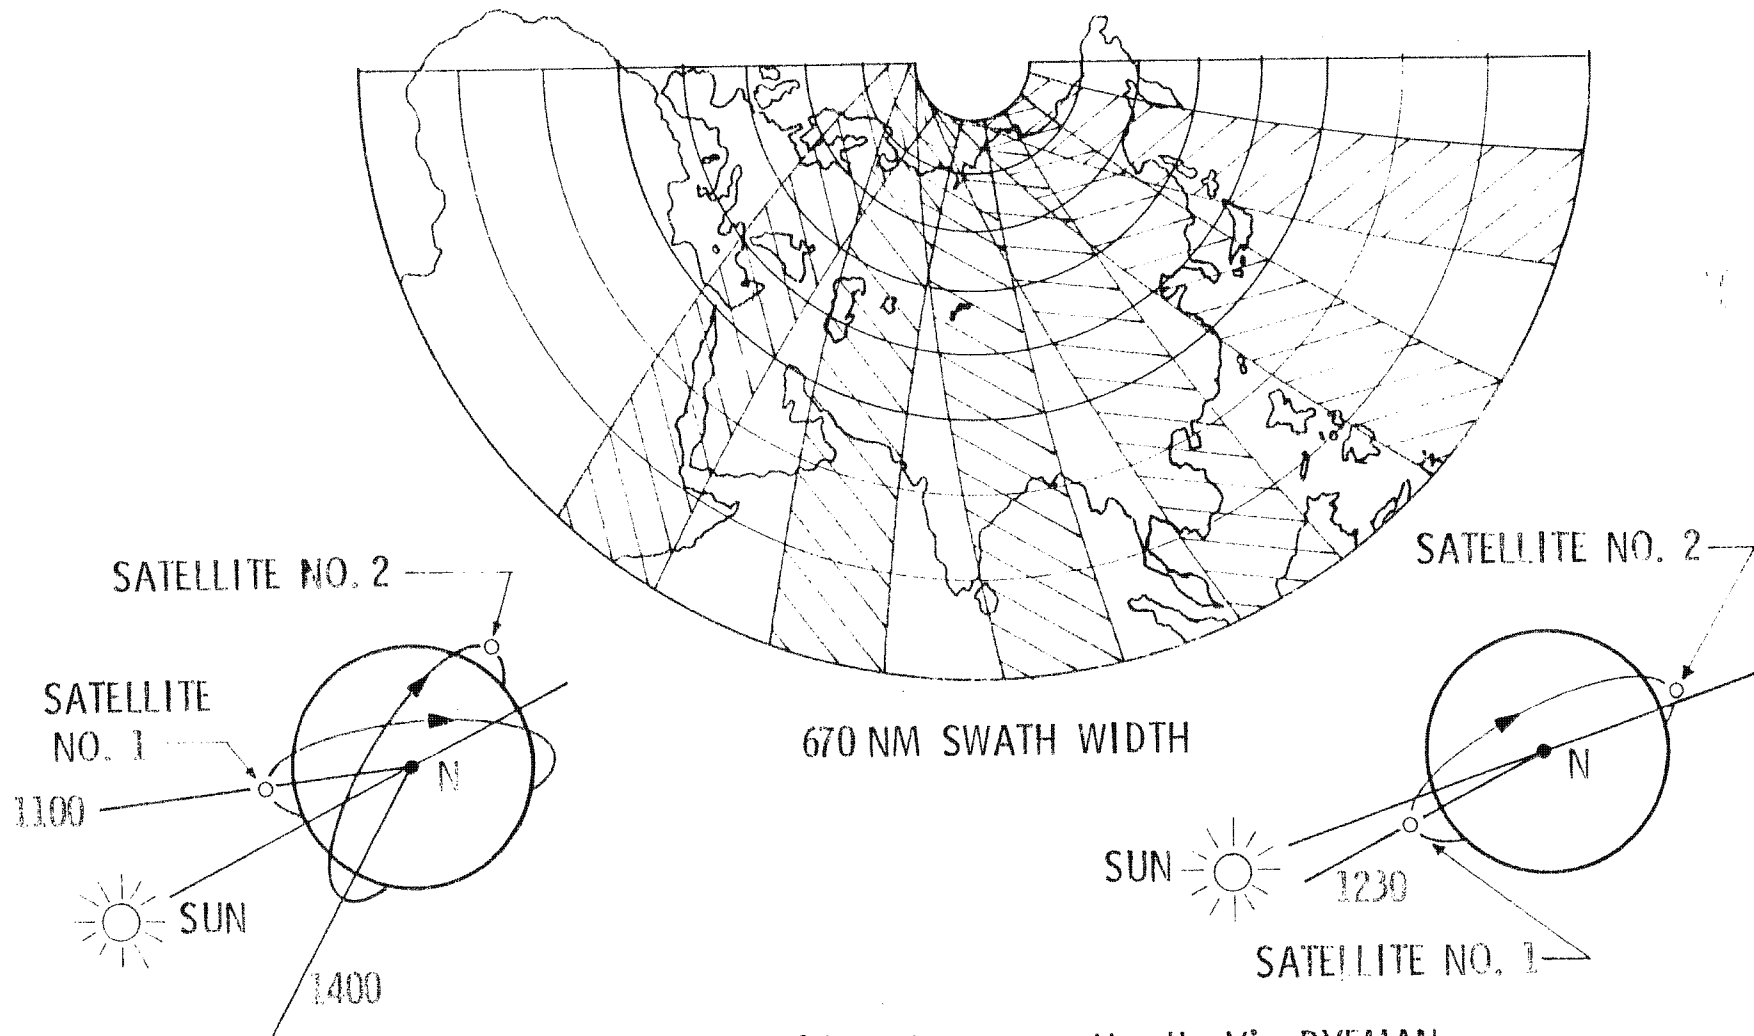 SATELLITE NO. 2
SATELLITE
NO. 1
1100
N
SUN
1400
670 NM SWATH WIDTH
SATELLITE NO. 2
N
SUN
1230
SATELLITE NO. 1